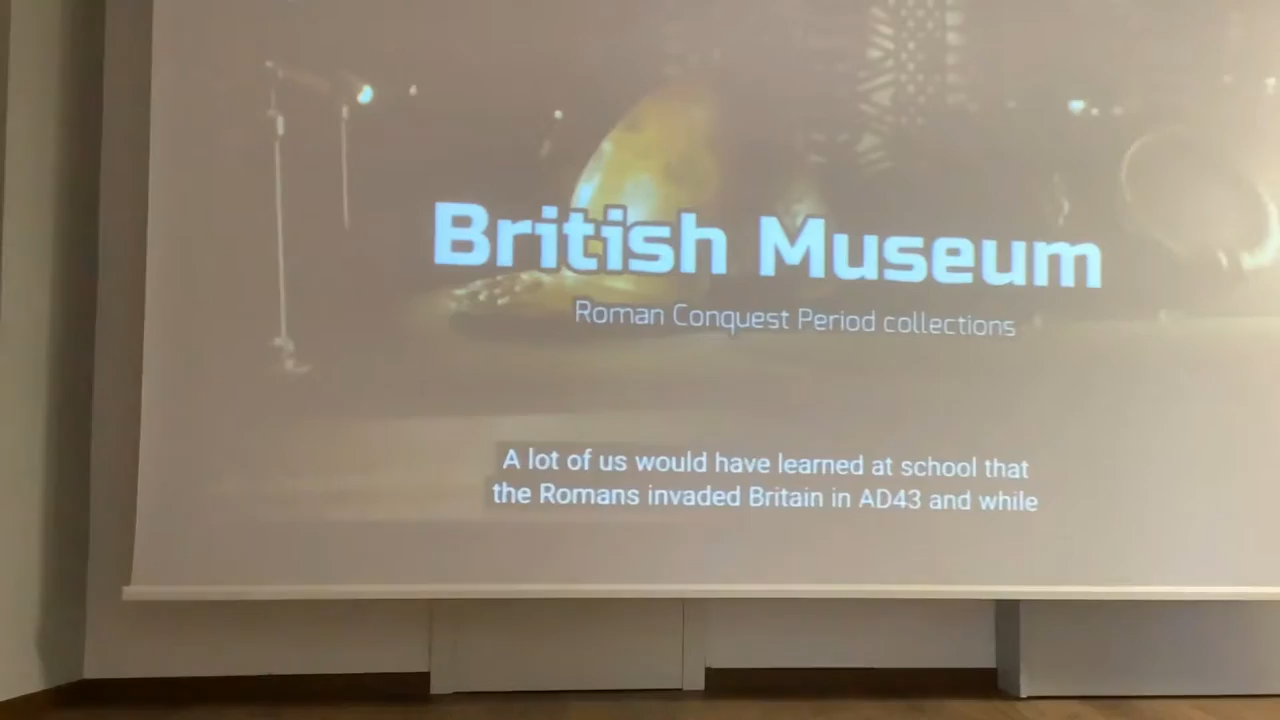 British Museum
Roman Conquest Period collections
A lot of us would have learned at school that
the Romans invaded Britain in AD43 and while